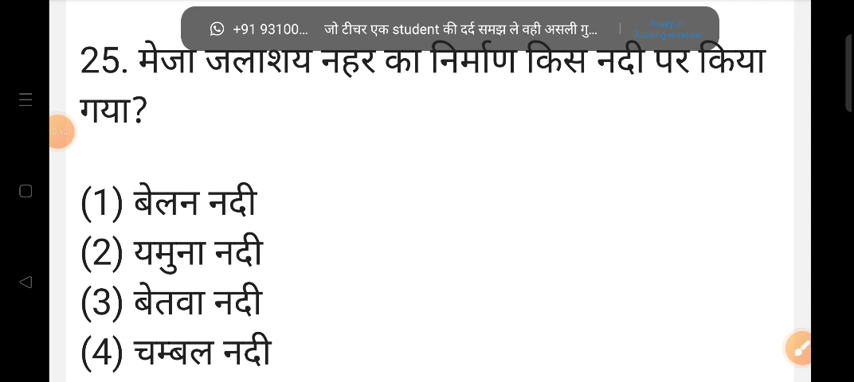 +91 93100... जो टीचर एक student की दर्द समझ ले वही असली गु...
25. मेजा जलाशय नहर का निर्माण किस नदी पर किया
गया?
(1) बेलन नदी
(2) यमुना नदी
(3) बेतवा नदी
(4) चम्बल नदी